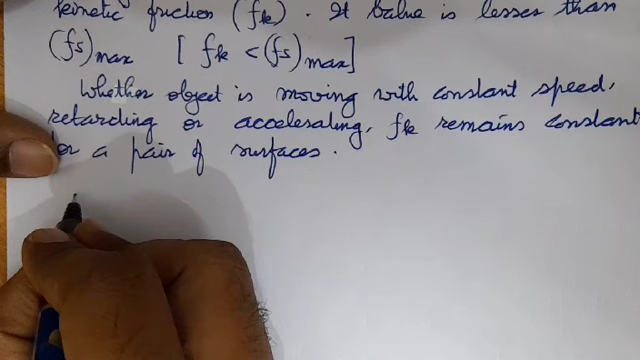 kinetic friction (fk). It value is lesser than
(fs)max [ fk < (fs)max]
Whether object is moving with constant speed,
retarding or accelerating, fk remains constant
for a pair of surfaces.